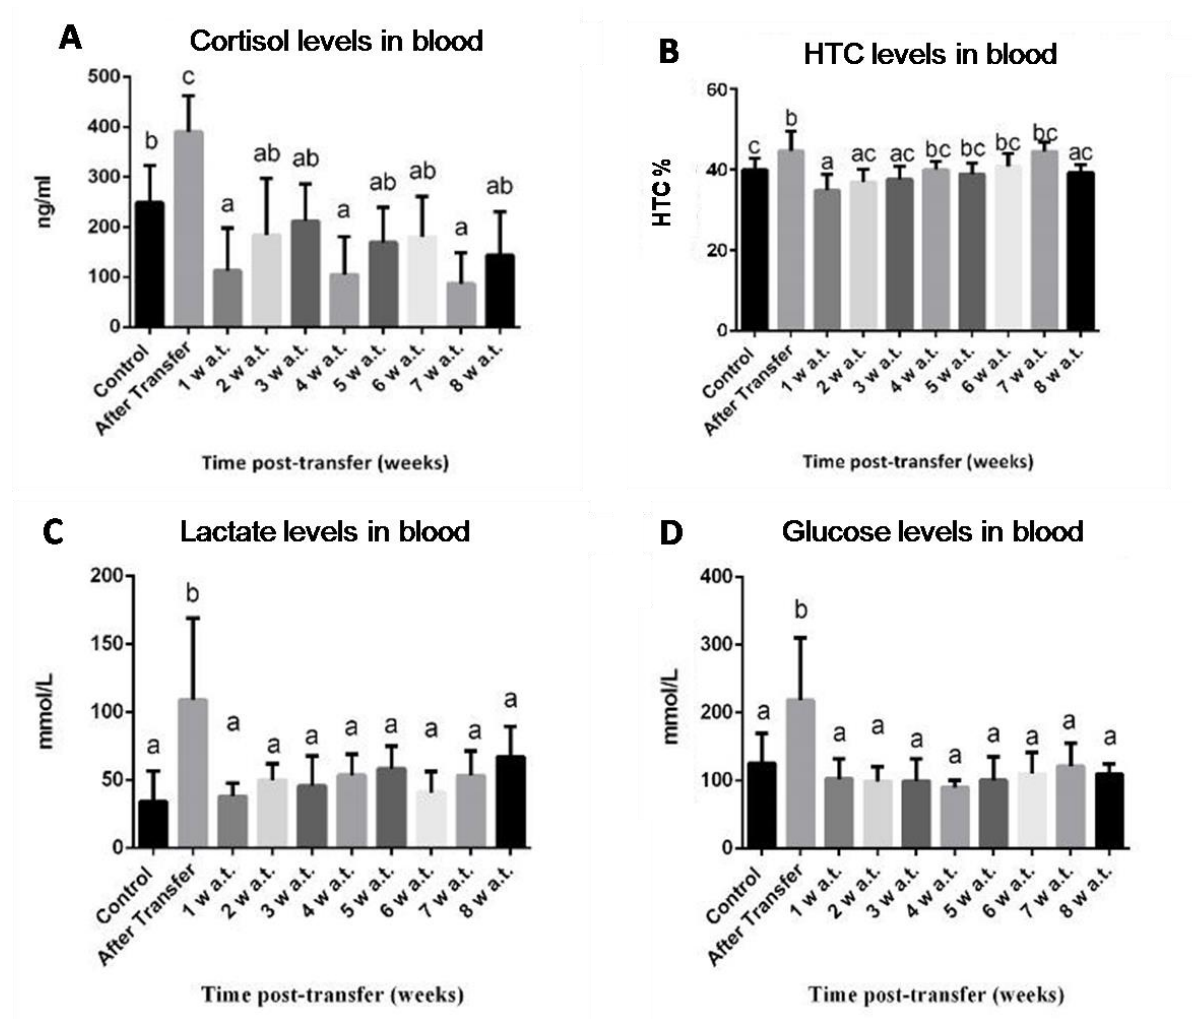 A
Cortisol levels in blood
ng/ml
500
400
300
200
100
0
b
c
a
ab
ab
a
ab
ab
a
ab
Control
After Transfer
1 w a.t.
2 w a.t.
3 w a.t.
4 w a.t.
5 w a.t.
6 w a.t.
7 w a.t.
8 w a.t.
Time post-transfer (weeks)
B
HTC levels in blood
HTC %
60
40
20
0
c
b
a
ac
ac
bc
bc
bc
bc
ac
Control
After Transfer
1 w a.t.
2 w a.t.
3 w a.t.
4 w a.t.
5 w a.t.
6 w a.t.
7 w a.t.
8 w a.t.
Time post-transfer (weeks)
C
Lactate levels in blood
mmol/L
200
150
100
50
0
a
b
a
a
a
a
a
a
a
a
Control
After Transfer
1 w a.t.
2 w a.t.
3 w a.t.
4 w a.t.
5 w a.t.
6 w a.t.
7 w a.t.
8 w a.t.
Time post-transfer (weeks)
D
Glucose levels in blood
mmol/L
400
300
200
100
0
a
b
a
a
a
a
a
a
a
a
Control
After Transfer
1 w a.t.
2 w a.t.
3 w a.t.
4 w a.t.
5 w a.t.
6 w a.t.
7 w a.t.
8 w a.t.
Time post-transfer (weeks)